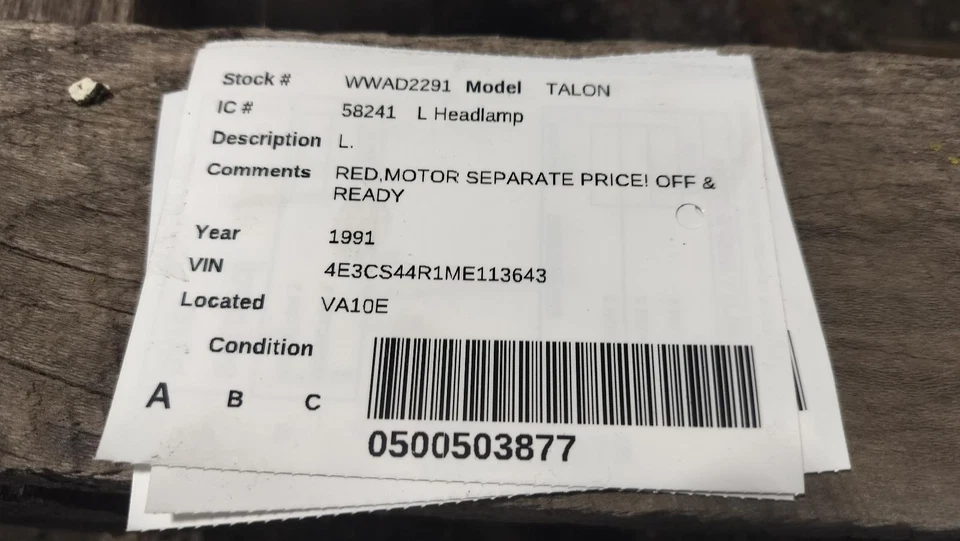 Stock # WWAD2291 Model TALON
IC # 58241 L Headlamp
Description L.
Comments RED,MOTOR SEPARATE PRICE! OFF &
READY
Year 1991
VIN 4E3CS44R1ME113643
Located VA10E
Condition
A B C
0500503877